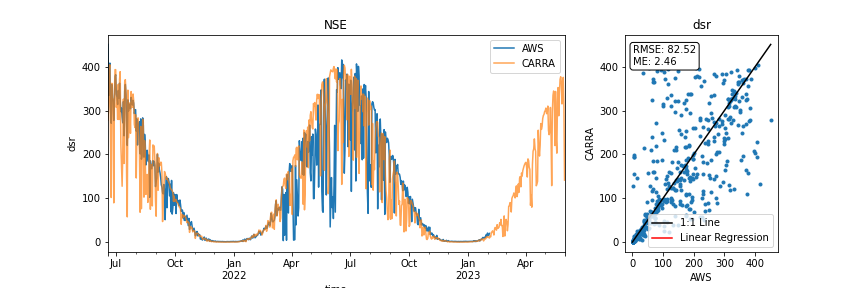 NSE
dsr
400
300
200
100
0
AWS
CARRA
Jul
Oct
Jan
2022
Apr
Jul
Oct
Jan
2023
Apr
time
dsr
CARRA
400
300
200
100
0
RMSE: 82.52
ME: 2.46
1:1 Line
Linear Regression
0
100
200
300
400
AWS